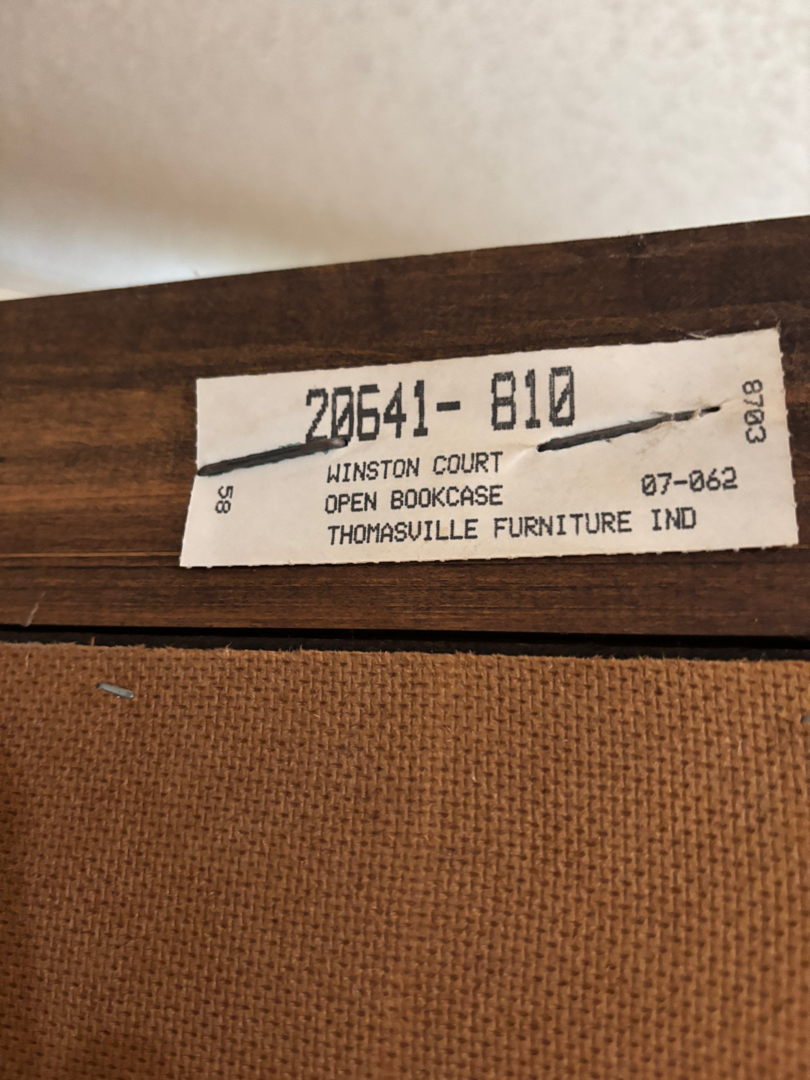 20641- 810
WINSTON COURT
OPEN BOOKCASE 07-062
THOMASVILLE FURNITURE IND
58
8703